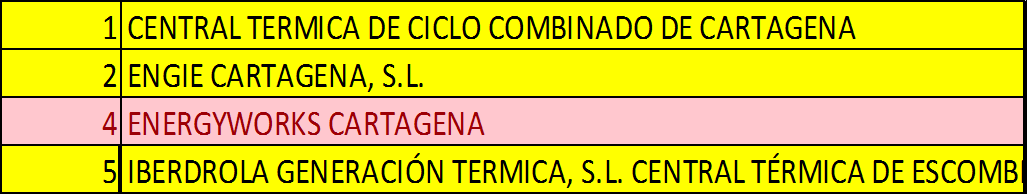 1 CENTRAL TERMICA DE CICLO COMBINADO DE CARTAGENA
2 ENGIE CARTAGENA, S.L.
4 ENERGYWORKS CARTAGENA
5 IBERDROLA GENERACIÓN TERMICA, S.L. CENTRAL TÉRMICA DE ESCOMB